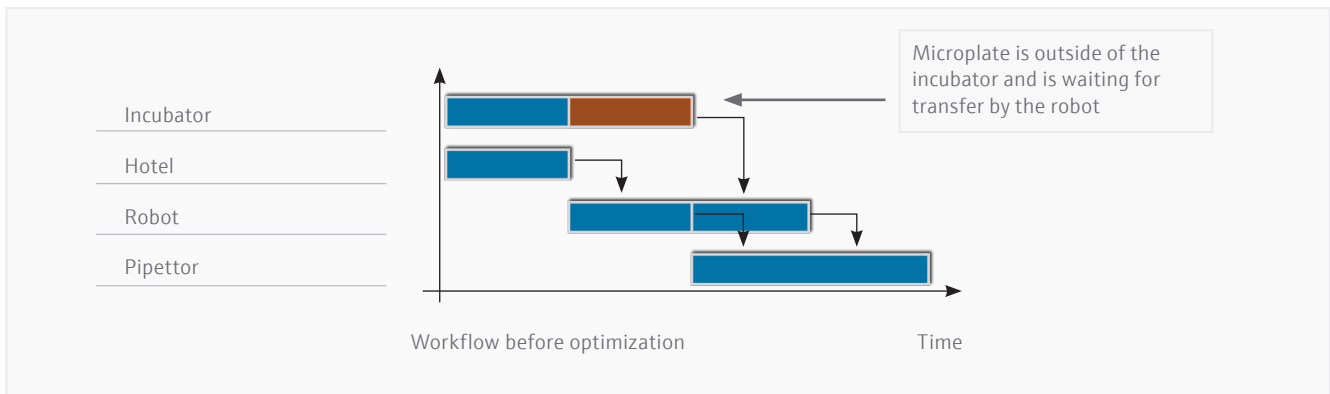 Microplate is outside of the
incubator and is waiting for
transfer by the robot
Incubator
Hotel
Robot
Pipettor
Workflow before optimization
Time